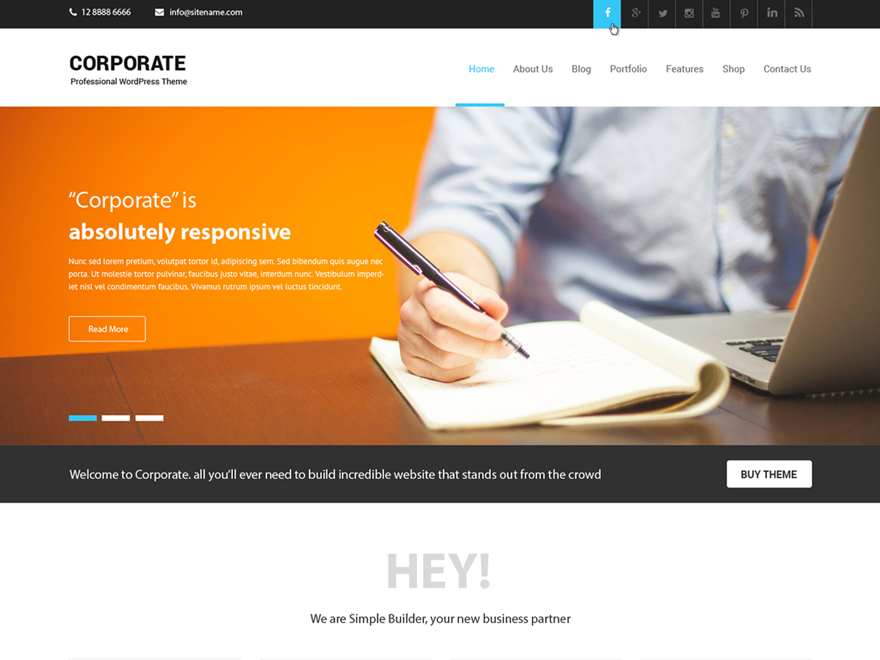 12 8888 6666
info@sitename.com
CORPORATE
Professional WordPress Theme
Home
About Us
Blog
Portfolio
Features
Shop
Contact Us
“Corporate” is
absolutely responsive
Nunc sed lorem pretium, volutpat tortor id, adipiscing sem. Sed bibendum quis augue nec
porta. Ut molestie tortor pulvinar, faucibus justo vitae, interdum nunc. Vestibulum imperd-
iet nisl vel condimentum faucibus. Vivamus rutrum ipsum vel luctus tincidunt.
Read More
Welcome to Corporate. all you’ll ever need to build incredible website that stands out from the crowd
BUY THEME
HEY!
We are Simple Builder, your new business partner